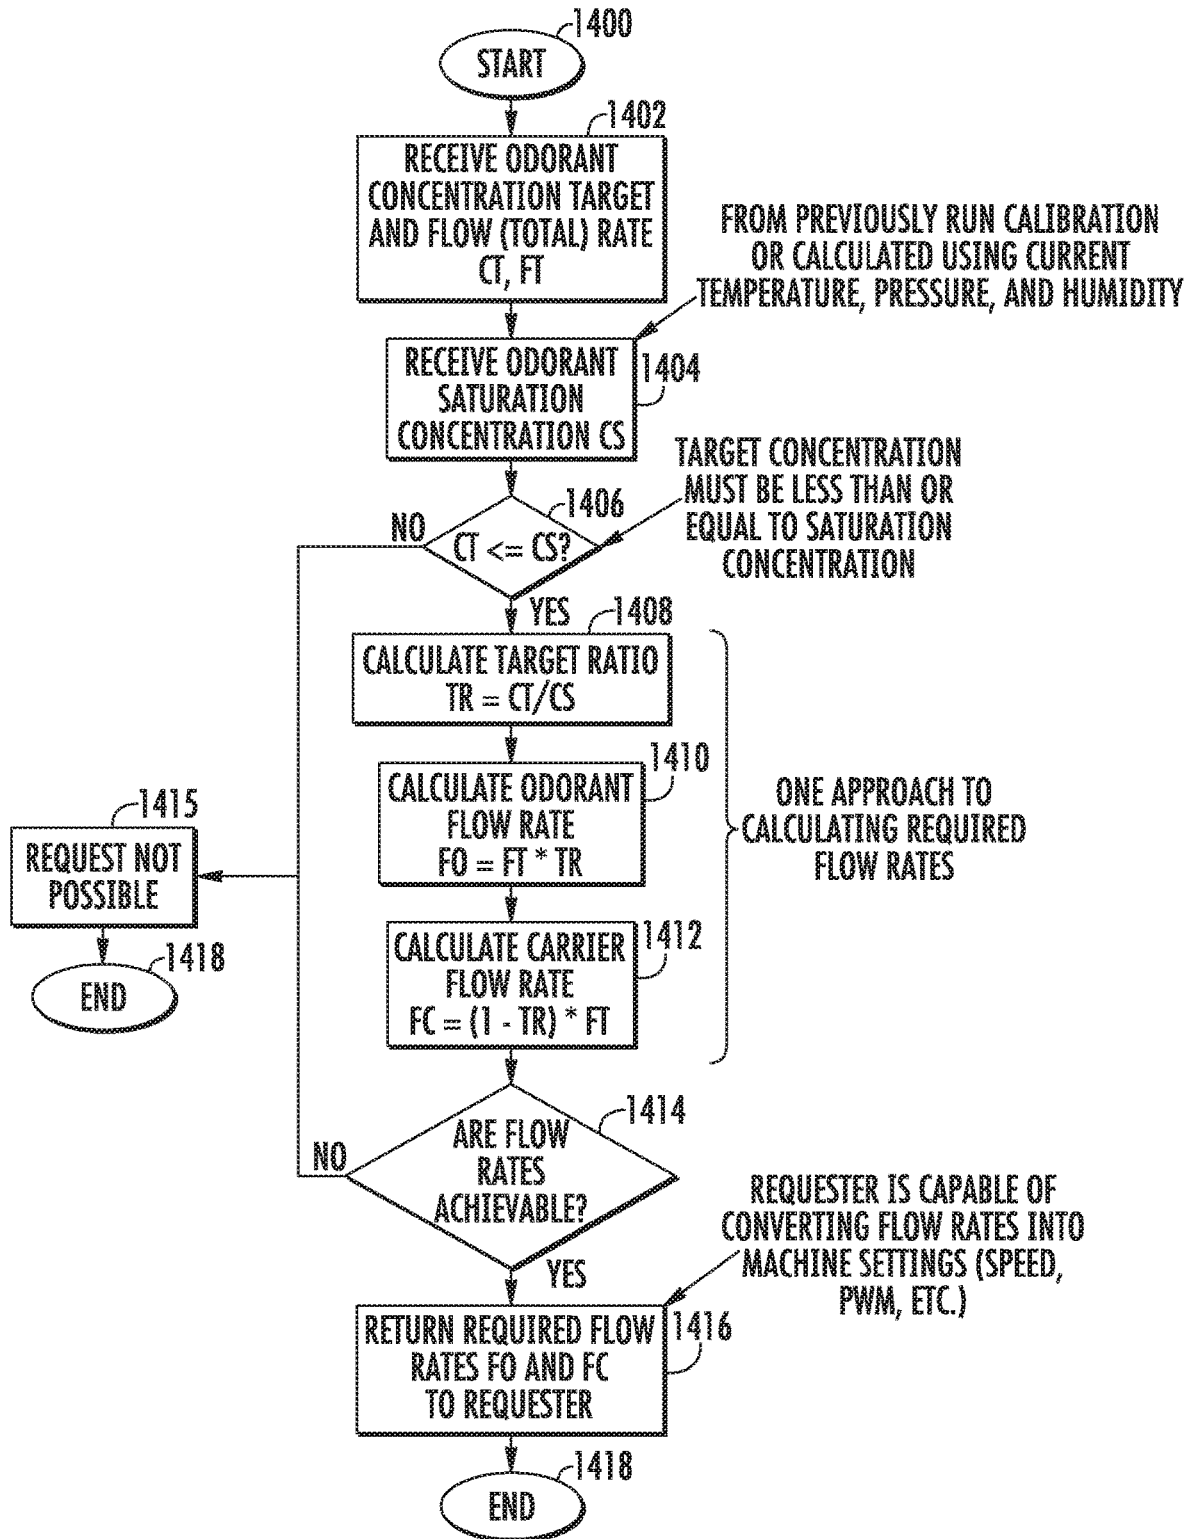 1400
START
1402
RECEIVE ODORANT
CONCENTRATION TARGET
AND FLOW (TOTAL) RATE
CT, FT
FROM PREVIOUSLY RUN CALIBRATION
OR CALCULATED USING CURRENT
TEMPERATURE, PRESSURE, AND HUMIDITY
RECEIVE ODORANT
SATURATION
CONCENTRATION CS
1404
TARGET CONCENTRATION
MUST BE LESS THAN OR
EQUAL TO SATURATION
CONCENTRATION
1406
NO
CT <= CS?
YES
1408
CALCULATE TARGET RATIO
TR = CT/CS
1410
CALCULATE ODORANT
FLOW RATE
FO = FT * TR
ONE APPROACH TO
CALCULATING REQUIRED
FLOW RATES
1415
REQUEST NOT
POSSIBLE
1418
END
1412
CALCULATE CARRIER
FLOW RATE
FC = (1 - TR) * FT
1414
ARE FLOW
RATES
ACHIEVABLE?
NO
YES
REQUESTER IS CAPABLE OF
CONVERTING FLOW RATES INTO
MACHINE SETTINGS (SPEED,
PWM, ETC.)
RETURN REQUIRED FLOW
RATES FO AND FC
TO REQUESTER
1416
1418
END